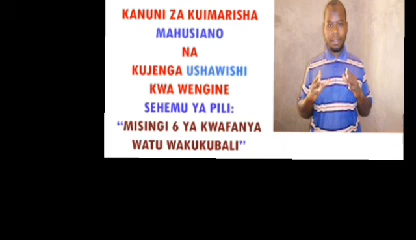 KANUNI ZA KUIMARISHA
MAHUSIANO
NA
KUJENGA USHAWISHI
KWA WENGINE
SEHEMU YA PILI:
“MISINGI 6 YA KWAFANYA
WATU WAKUKUBALI”